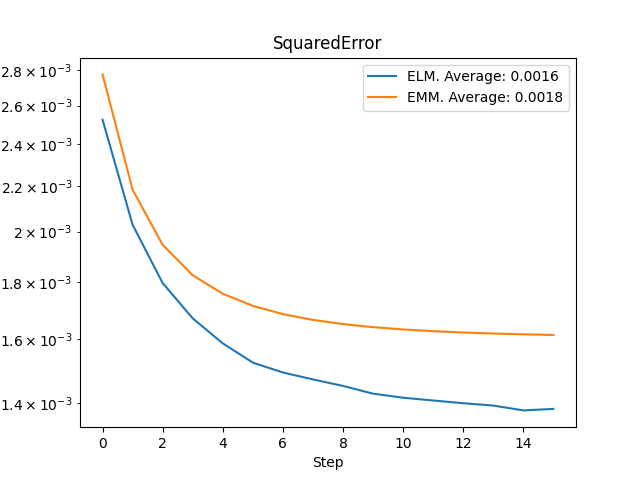 SquaredError
ELM. Average: 0.0016
EMM. Average: 0.0018
2.8 × 10⁻³
2.6 × 10⁻³
2.4 × 10⁻³
2.2 × 10⁻³
2 × 10⁻³
1.8 × 10⁻³
1.6 × 10⁻³
1.4 × 10⁻³
0 2 4 6 8 10 12 14
Step